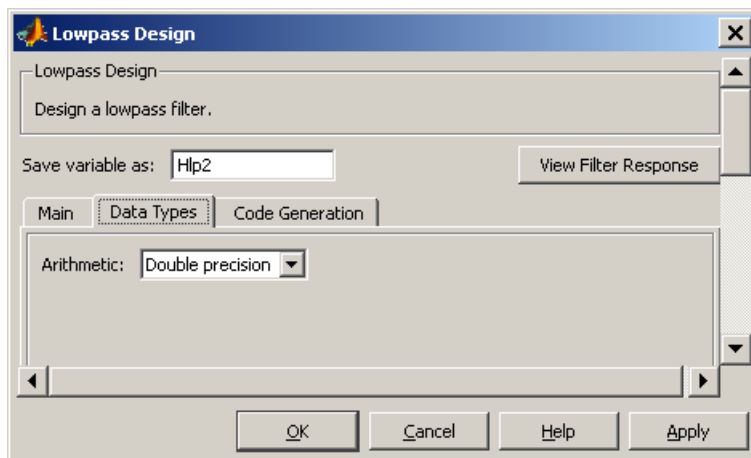 Lowpass Design
Lowpass Design
Design a lowpass filter.
Save variable as: Hlp2 View Filter Response
Main Data Types Code Generation
Arithmetic: Double precision
OK Cancel Help Apply